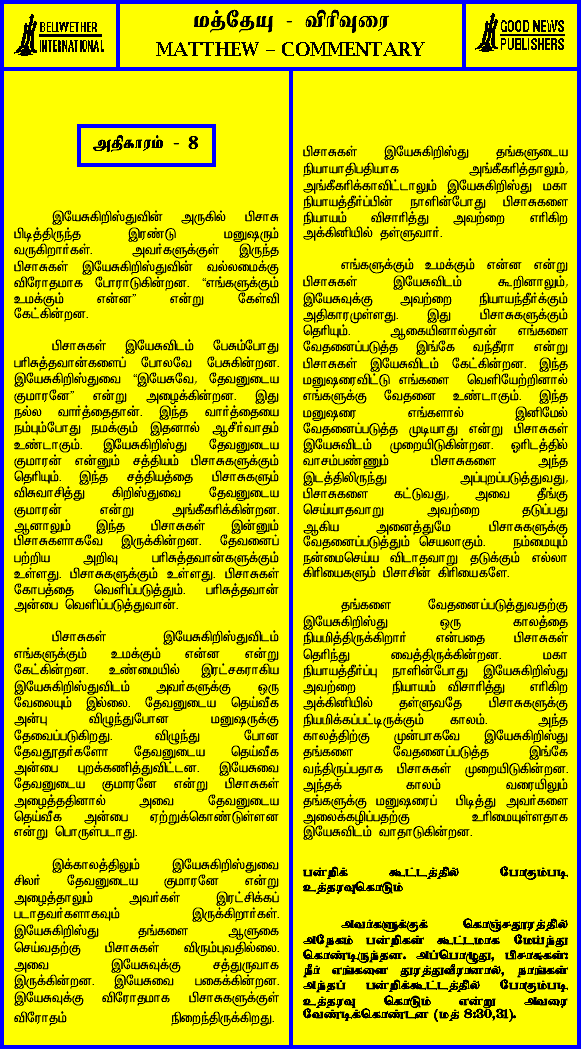 BELIWETHER
INTERNATIONAL
மத்தேயு - விரிவுரை
MATTHEW – COMMENTARY
GOOD NEWS
PUBLISHERS
அதிகாரம் - 8
இயேசுகிறிஸ்துவின் அருகில் பிசாசு
பிடித்திருந்த இரண்டு மனுஷரும்
வருகிறார்கள். அவர்களுக்குள் இருந்த
பிசாசுகள் இயேசுகிறிஸ்துவின் வல்லமைக்கு
விரோதமாக போராடுகின்றன. “எங்களுக்கும்
உமக்கும் என்ன” என்று கேள்வி
கேட்கின்றன.
பிசாசுகள் இயேசுவிடம் பேசும்போது
பரிசுத்தவான்களைப் போலவே பேசுகின்றன.
இயேசுகிறிஸ்துவை “இயேசுவே, தேவனுடைய
குமாரனே” என்று அழைக்கின்றன. இது
நல்ல வார்த்தைதான். இந்த வார்த்தையை
நம்பும்போது நமக்கும் இதனால் ஆசீர்வாதம்
உண்டாகும். இயேசுகிறிஸ்து தேவனுடைய
குமாரன் என்னும் சத்தியம் பிசாசுகளுக்கும்
தெரியும். இந்த சத்தியத்தை பிசாசுகளும்
விசுவாசித்து கிறிஸ்துவை தேவனுடைய
குமாரன் என்று அங்கீகரிக்கின்றன.
ஆனாலும் இந்த பிசாசுகள் இன்னும்
பிசாசுகளாகவே இருக்கின்றன. தேவனைப்
பற்றிய அறிவு பரிசுத்தவான்களுக்கும்
உள்ளது. பிசாசுகளுக்கும் உள்ளது. பிசாசுகள்
கோபத்தை வெளிப்படுத்தும். பரிசுத்தவான்
அன்பை வெளிப்படுத்துவான்.
பிசாசுகள் இயேசுகிறிஸ்துவிடம்
எங்களுக்கும் உமக்கும் என்ன என்று
கேட்கின்றன. உண்மையில் இரட்சகராகிய
இயேசுகிறிஸ்துவிடம் அவர்களுக்கு ஒரு
வேலையும் இல்லை. தேவனுடைய தெய்வீக
அன்பு விழுந்துபோன மனுஷருக்கு
தேவைப்படுகிறது. விழுந்து போன
தேவதூதர்களோ தேவனுடைய தெய்வீக
அன்பை புறக்கணித்துவிட்டன. இயேசுவை
தேவனுடைய குமாரனே என்று பிசாசுகள்
அழைத்ததினால் அவை தேவனுடைய
தெய்வீக அன்பை ஏற்றுக்கொண்டுள்ளன
என்று பொருள்படாது.
இக்காலத்திலும் இயேசுகிறிஸ்துவை
சிலர் தேவனுடைய குமாரனே என்று
அழைத்தாலும் அவர்கள் இரட்சிக்கப்
படாதவர்களாகவும் இருக்கிறார்கள்.
இயேசுகிறிஸ்து தங்களை ஆளுகை
செய்வதற்கு பிசாசுகள் விரும்புவதில்லை.
அவை இயேசுவுக்கு சத்துருவாக
இருக்கின்றன. இயேசுவை பகைக்கின்றன.
இயேசுவுக்கு விரோதமாக பிசாசுகளுக்குள்
விரோதம் நிறைந்திருக்கிறது.
பிசாசுகள் இயேசுகிறிஸ்து தங்களுடைய
நியாயாதிபதியாக அங்கீகரித்தாலும்,
அங்கீகரிக்காவிட்டாலும் இயேசுகிறிஸ்து மகா
நியாயத்தீர்ப்பின் நாளின்போது பிசாசுகளை
நியாயம் விசாரித்து அவற்றை எரிகிற
அக்கினியில் தள்ளுவார்.
எங்களுக்கும் உமக்கும் என்ன என்று
பிசாசுகள் இயேசுவிடம் கூறினாலும்,
இயேசுவுக்கு அவற்றை நியாயந்தீர்க்கும்
அதிகாரமுள்ளது. இது பிசாசுகளுக்கும்
தெரியும். ஆகையினால்தான் எங்களை
வேதனைப்படுத்த இங்கே வந்தீரா என்று
பிசாசுகள் இயேசுவிடம் கேட்கின்றன. இந்த
மனுஷரைவிட்டு எங்களை வெளியேற்றினால்
எங்களுக்கு வேதனை உண்டாகும். இந்த
மனுஷரை எங்களால் இனிமேல்
வேதனைப்படுத்த முடியாது என்று பிசாசுகள்
இயேசுவிடம் முறையிடுகின்றன. ஓரிடத்தில்
வாசம்பண்ணும் பிசாசுகளை அந்த
இடத்திலிருந்து அப்புறப்படுத்துவது,
பிசாசுகளை கட்டுவது, அவை தீங்கு
செய்யாதவாறு அவற்றை தடுப்பது
ஆகிய அனைத்துமே பிசாசுகளுக்கு
வேதனைப்படுத்தும் செயலாகும். நம்மையும்
நன்மைசெய்ய விடாதவாறு தடுக்கும் எல்லா
கிரியைகளும் பிசாசின் கிரியைகளே.
தங்களை வேதனைப்படுத்துவதற்கு
இயேசுகிறிஸ்து ஒரு காலத்தை
நியமித்திருக்கிறார் என்பதை பிசாசுகள்
தெரிந்து வைத்திருக்கின்றன. மகா
நியாயத்தீர்ப்பு நாளின்போது இயேசுகிறிஸ்து
அவற்றை நியாயம் விசாரித்து எரிகிற
அக்கினியில் தள்ளுவதே பிசாசுகளுக்கு
நியமிக்கப்பட்டிருக்கும் காலம். அந்த
காலத்திற்கு முன்பாகவே இயேசுகிறிஸ்து
தங்களை வேதனைப்படுத்த இங்கே
வந்திருப்பதாக பிசாசுகள் முறையிடுகின்றன.
அந்தக் காலம் வரையிலும்
தங்களுக்கு மனுஷரைப் பிடித்து அவர்களை
அலைக்கழிப்பதற்கு உரிமையுள்ளதாக
இயேசுவிடம் வாதாடுகின்றன.
பன்றிக் கூட்டத்தில் போகும்படி
உத்தரவுகொடும்
அவர்களுக்குக் கொஞ்சதூரத்தில்
அநேகம் பன்றிகள் கூட்டமாக மேய்ந்து
கொண்டிருந்தன. அப்பொழுது, பிசாசுகள்:
நீர் எங்களை துரத்துவீரானால், நாங்கள்
அந்தப் பன்றிக்கூட்டத்தில் போகும்படி
உத்தரவு கொடும் என்று அவரை
வேண்டிக்கொண்டன (மத் 8:30,31).